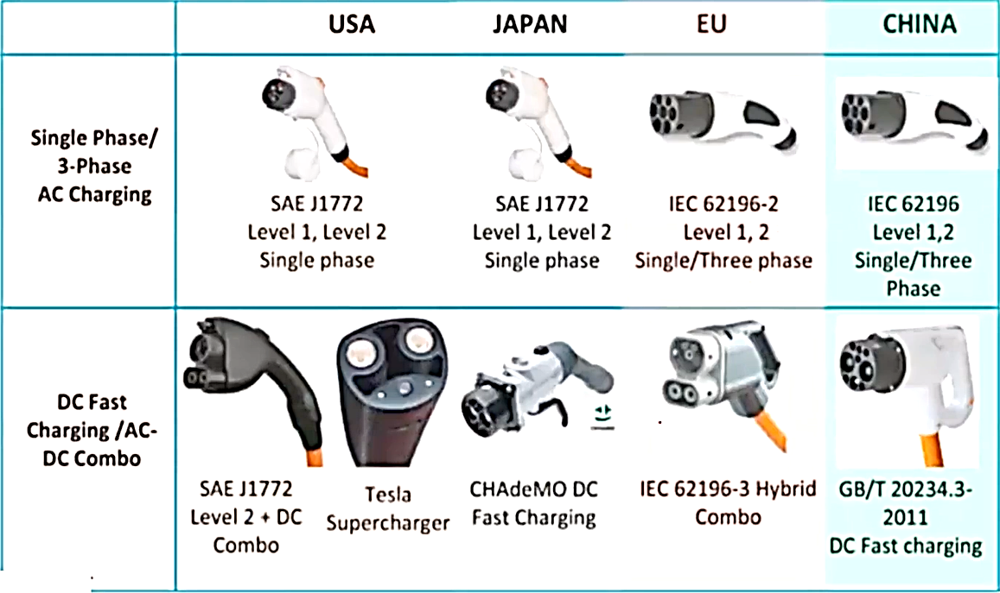 USA
JAPAN
EU
CHINA
Single Phase/
3-Phase
AC Charging
SAE J1772
Level 1, Level 2
Single phase
SAE J1772
Level 1, Level 2
Single phase
IEC 62196-2
Level 1, 2
Single/Three phase
IEC 62196
Level 1,2
Single/Three
Phase
DC Fast
Charging /AC-
DC Combo
SAE J1772
Level 2 + DC
Combo
Tesla
Supercharger
CHAdeMO DC
Fast Charging
IEC 62196-3 Hybrid
Combo
GB/T 20234.3-
2011
DC Fast charging